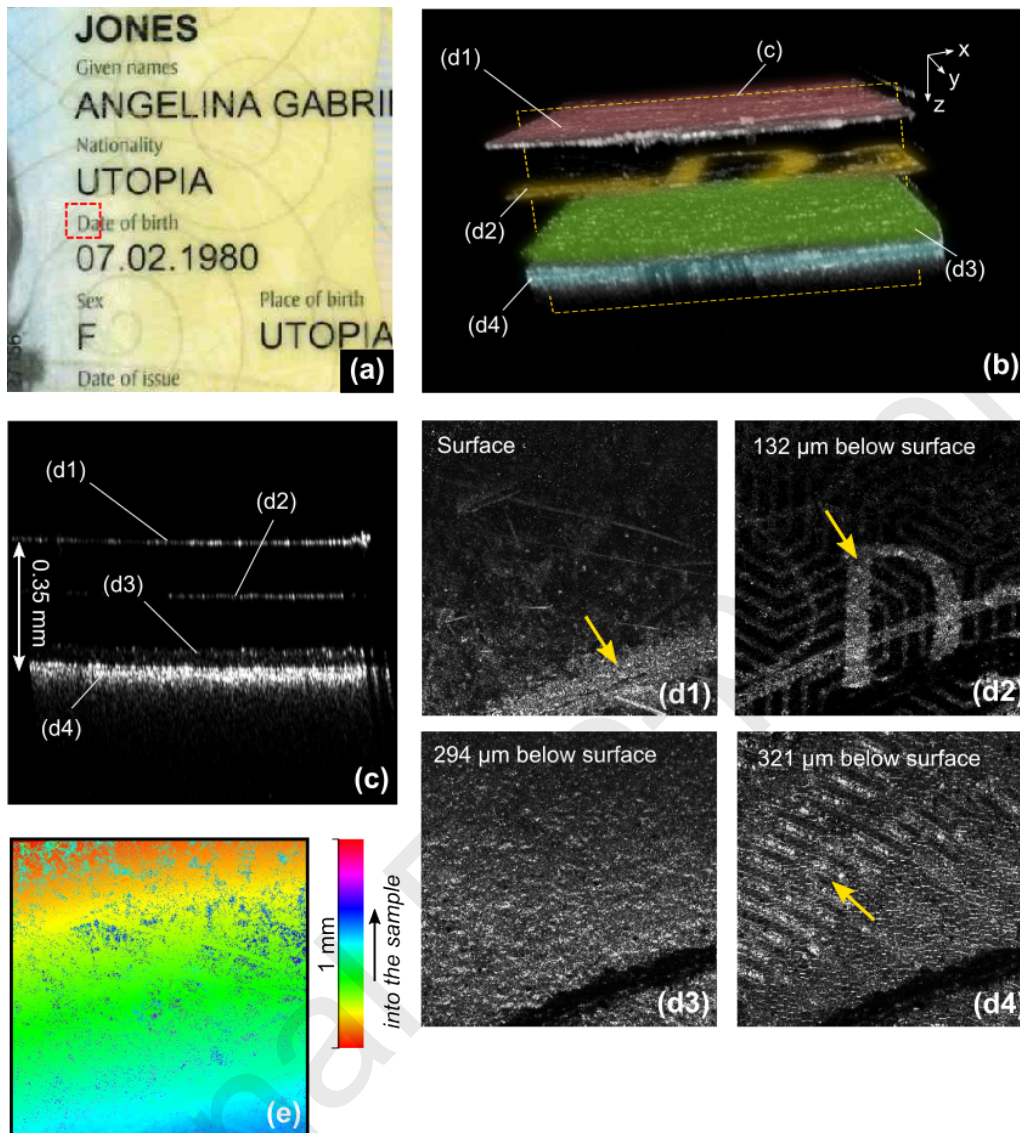 JONES
Given names
ANGELINA GABRI
Nationality
UTOPIA
Date of birth
07.02.1980
Sex
Place of birth
F
UTOPIA
Date of issue
(a)
(d1)
(c)
x
y
z
(d2)
(d3)
(d4)
(b)
(d1)
(d2)
(d3)
0.35 mm
(d4)
(c)
Surface
(d1)
132 µm below surface
D
(d2)
294 µm below surface
(d3)
321 µm below surface
(d4)
1 mm
into the sample
(e)